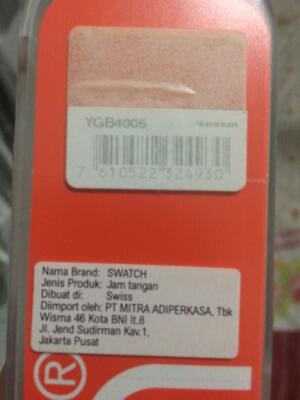 YGB4005 Aluminium
7 610522 324930
Nama Brand: SWATCH
Jenis Produk: Jam tangan
Dibuat di: Swiss
Diimport oleh: PT MITRA ADIPERKASA, Tbk
Wisma 46 Kota BNI lt.8
Jl. Jend Sudirman Kav.1,
Jakarta Pusat
®